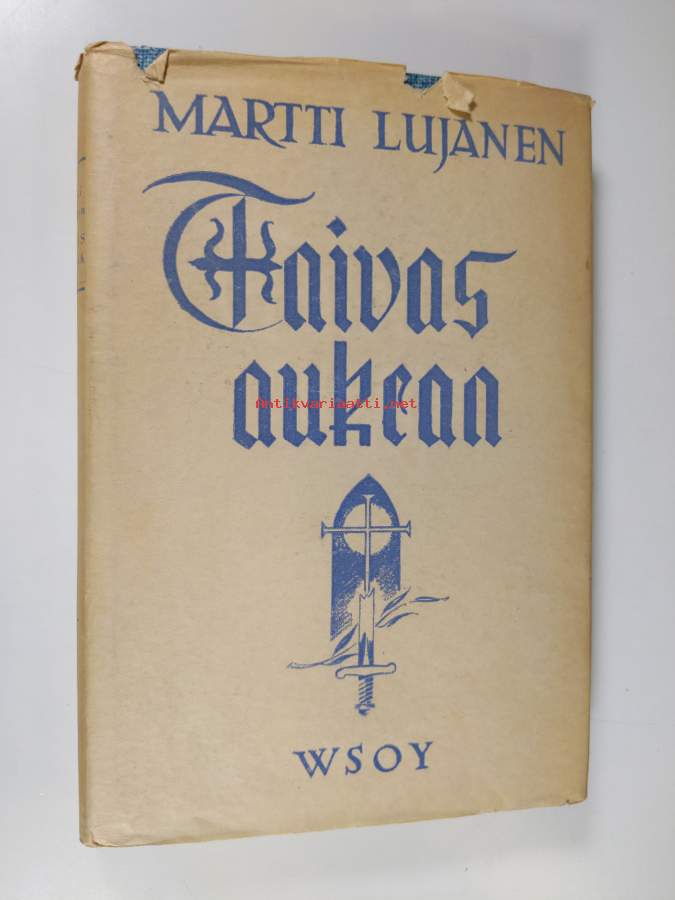 MARTTI LUJANEN
Taivas
aukeaa
Antikvariaatti.net
WSOY